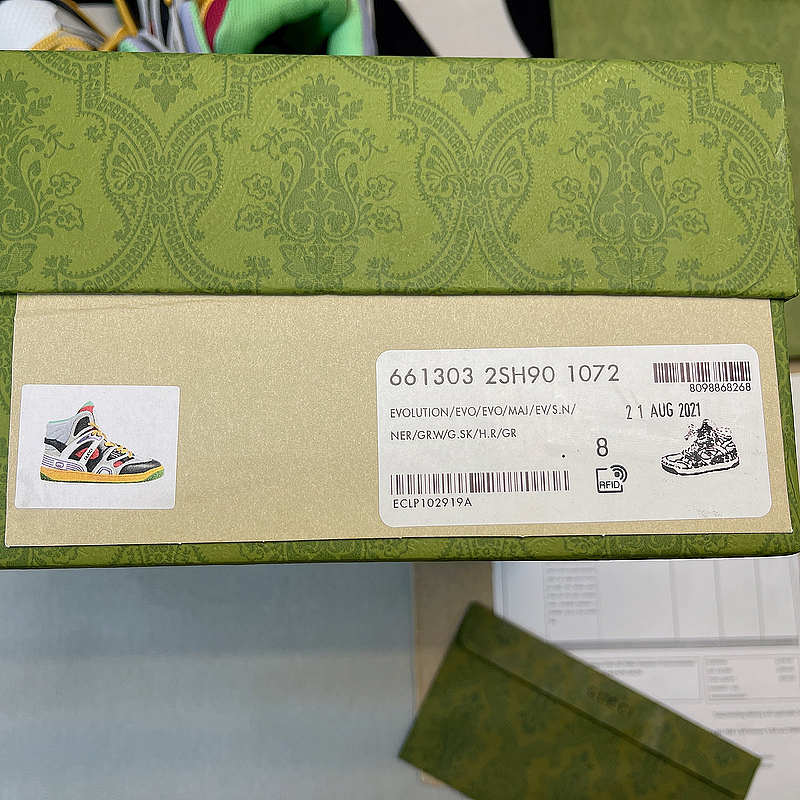 661303 2SH90 1072
8098868268
EVOLUTION/EVO/EVO/MAJ/EV/S.N/
21 AUG 2021
NER/GRW/G.SK/H.R/GR
. 8
RFID
ECLP102919A
GUCCI